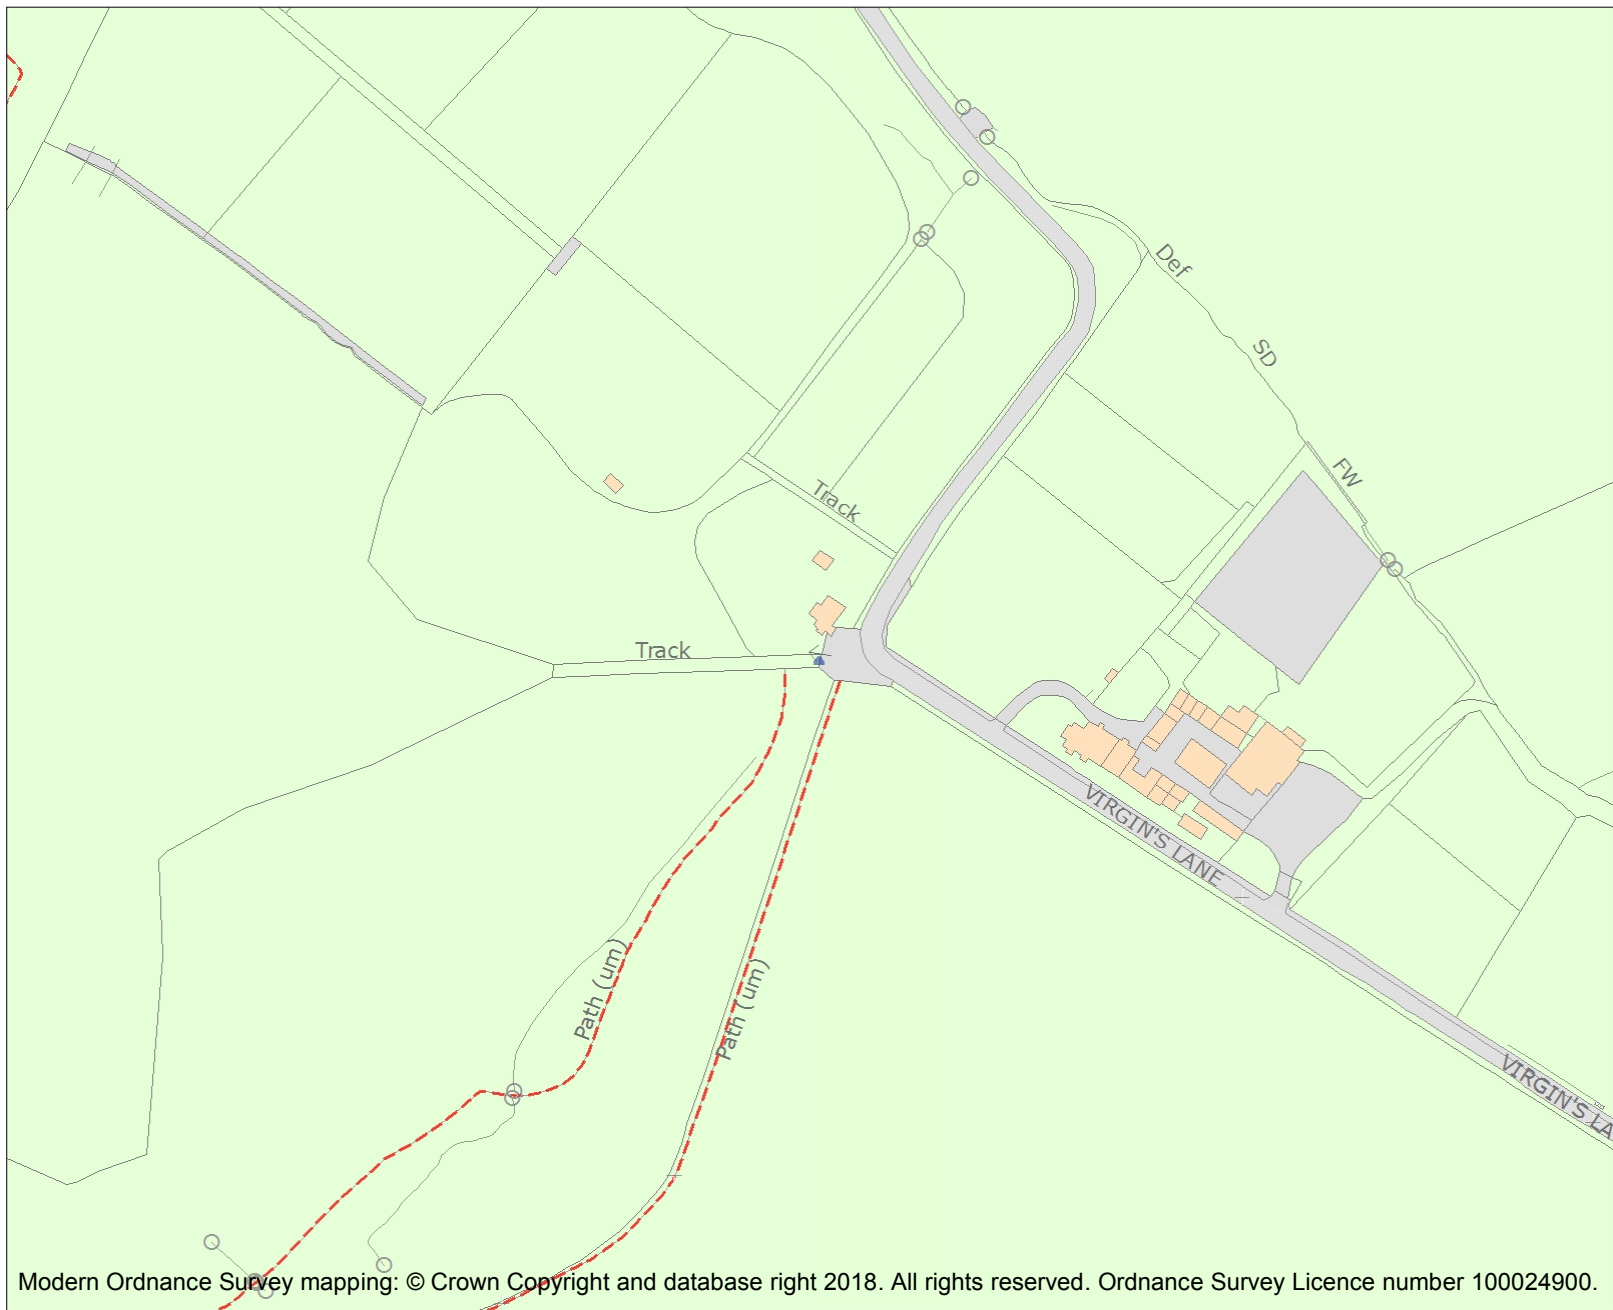 Def
SD
FW
Track
Track
VIRGIN'S LANE
Path (um)
Path (um)
VIRGIN'S LA
Modern Ordnance Survey mapping: © Crown Copyright and database right 2018. All rights reserved. Ordnance Survey Licence number 100024900.